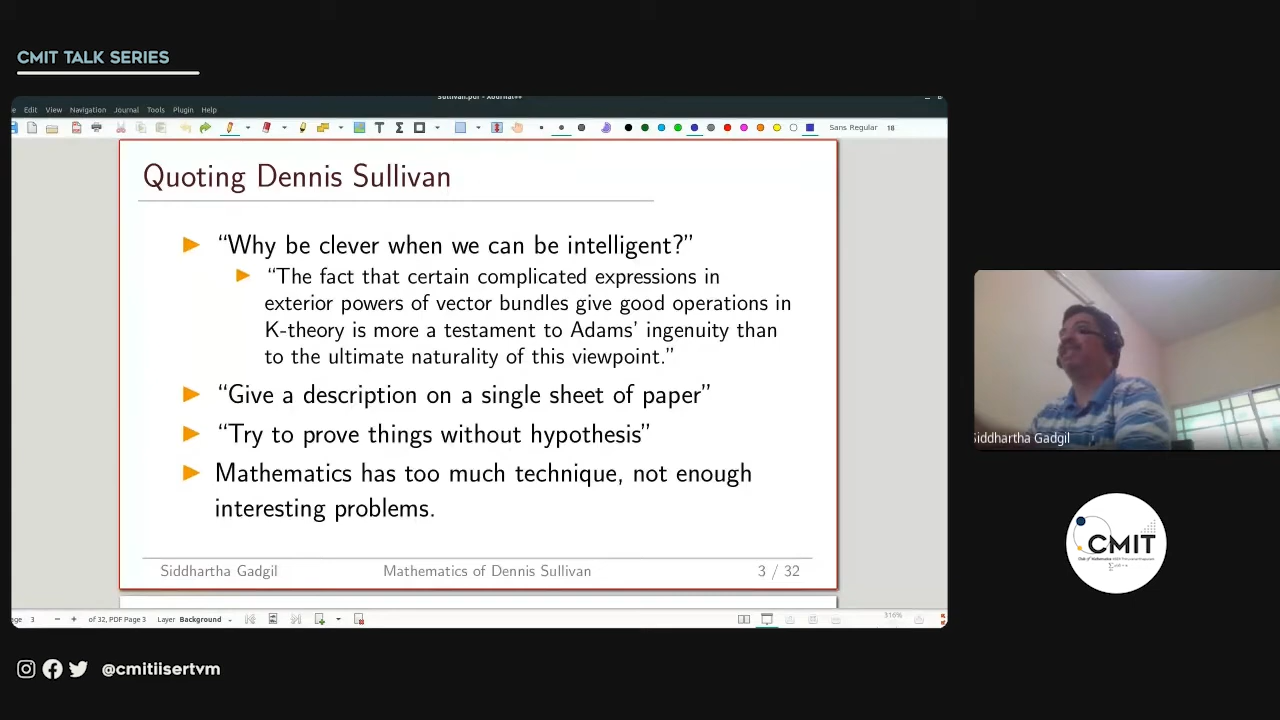 CMIT TALK SERIES
sullivan.pdf - Xournal++
Edit View Navigation Journal Tools Plugin Help
Sans Regular 18
Quoting Dennis Sullivan
“Why be clever when we can be intelligent?”
“The fact that certain complicated expressions in
exterior powers of vector bundles give good operations in
K-theory is more a testament to Adams’ ingenuity than
to the ultimate naturality of this viewpoint.”
“Give a description on a single sheet of paper”
“Try to prove things without hypothesis”
Mathematics has too much technique, not enough
interesting problems.
Siddhartha Gadgil Mathematics of Dennis Sullivan 3 / 32
3 of 32, PDF Page 3 Layer Background 316%
Siddhartha Gadgil
CMIT
@cmitiisertvm